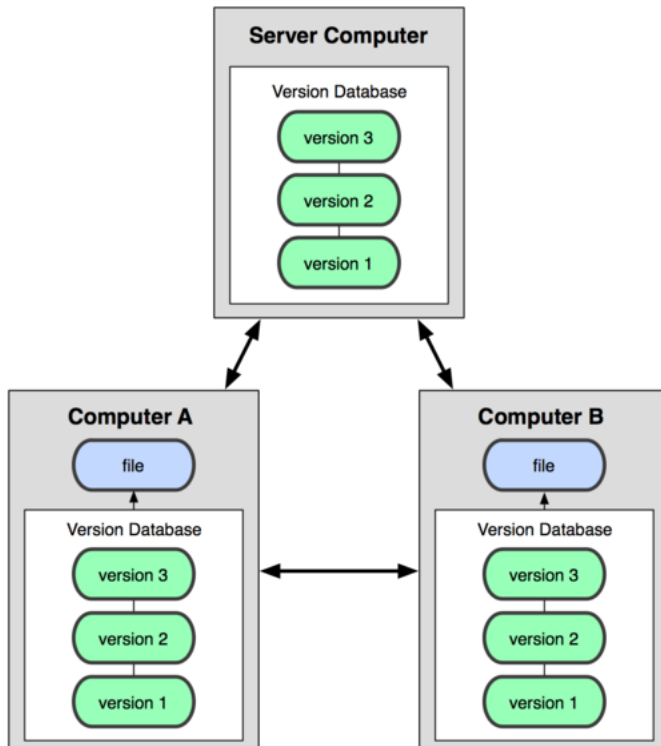 Server Computer
Version Database
version 3
version 2
version 1
Computer A
file
Version Database
version 3
version 2
version 1
Computer B
file
Version Database
version 3
version 2
version 1